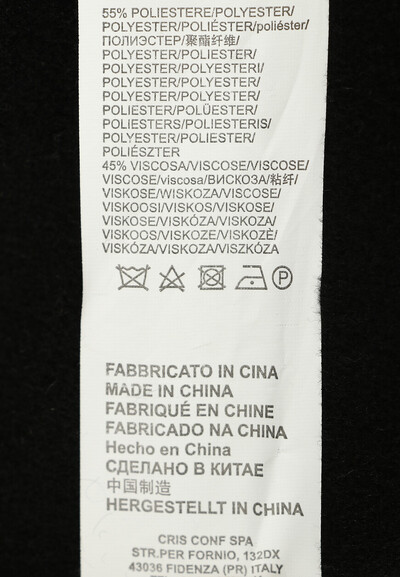 55% POLIESTERE/POLYESTER/
POLYESTER/POLIÉSTER/poliéster/
ПОЛИЭСТЕР/聚酯纤维/
POLYESTER/POLYESTER/
POLYESTER/POLYESTERI/
POLYESTER/POLYESTER/
POLYESTER/POLYESTER/
POLIESTER/POLÜESTER/
POLIESTERS/POLIESTERIS/
POLYESTER/POLIESTER/
POLIÉSZTER
45% VISCOSA/VISCOSE/VISCOSE/
VISCOSE/viscosa/ВИСКОЗА/粘纤/
VISKOSE/WISKOZA/VISCOSE/
VISKOOSI/VISKOS/VISKOSE/
VISKOSE/VISKÓZA/VISKOZA/
VISKOOS/VISKOZE/VISKOZĖ/
VISKÓZA/VISKOZA/VISZKÓZA
P
FABBRICATO IN CINA
MADE IN CHINA
FABRIQUÉ EN CHINE
FABRICADO NA CHINA
Hecho en China
СДЕЛАНО В КИТАЕ
中国制造
HERGESTELLT IN CHINA
CRIS CONF SPA
STR.PER FORNIO, 132DX
43036 FIDENZA (PR) ITALY